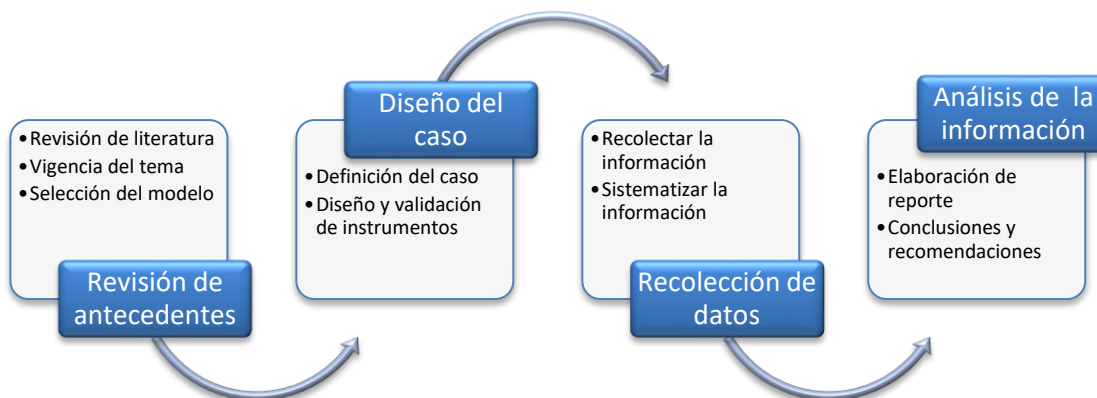 • Revisión de literatura
• Vigencia del tema
• Selección del modelo
Revisión de
antecedentes
Diseño del
caso
• Definición del caso
• Diseño y validación
de instrumentos
• Recolectar la
información
• Sistematizar la
información
Recolección de
datos
Análisis de la
información
• Elaboración de
reporte
• Conclusiones y
recomendaciones